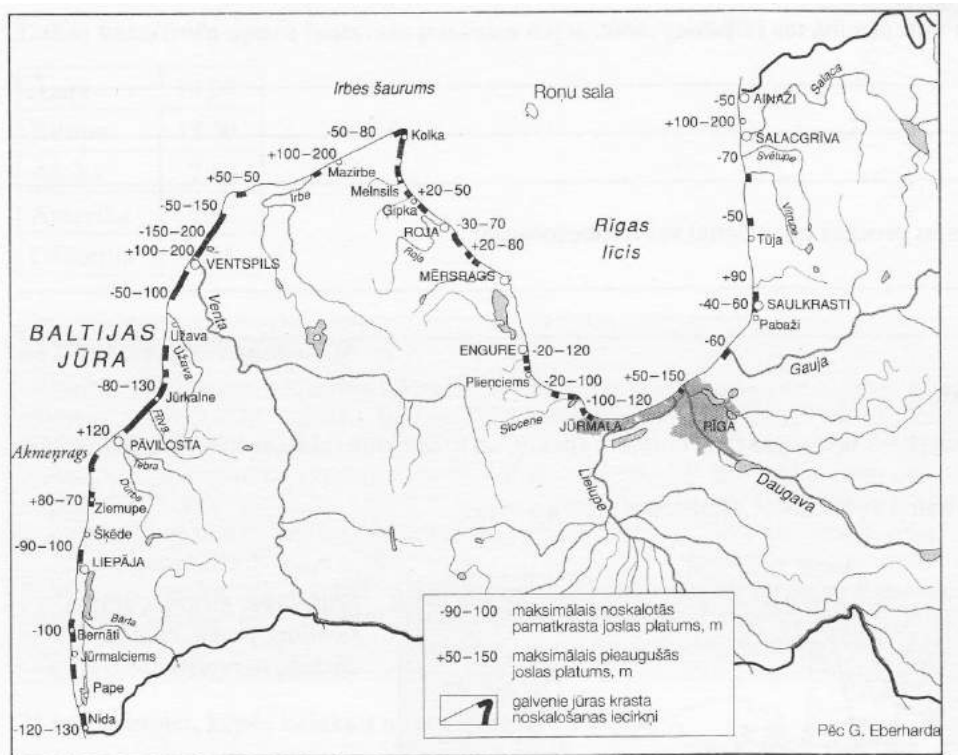 Irbes šaurums
Roņu sala
-50
AINAŽI
Salaca
+100-200
SALACGRĪVA
-50-80
Kolka
+100-200
Mazirbe
-70
Svētupe
+50-50
Irbe
Melnsils
+20-50
Gipka
Vitrupe
-50-150
ROJA
-30-70
Rīgas
līcis
-50
Tūja
-150-200
+100-200
VENTSPILS
Roja
+20-80
MĒRSRAGS
+90
-50-100
Venta
-40-60
SAULKRASTI
Pabaži
BALTIJAS
JŪRA
Užava
Užava
ENGURE
-20-120
-60
Gauja
Plieņciems
-20-100
+50-150
-80-130
Jūrkalne
-100-120
Rīva
Slocene
JŪRMALA
RĪGA
+120
PĀVILOSTA
Akmeņrags
Tebra
Durbe
Lielupe
Daugava
+80-70
Ziemupe
Šķēde
-90-100
LIEPĀJA
Bārta
-100
Bernāti
Jūrmalciems
Pape
Nida
-120-130
-90-100 maksimālais noskalotās
pamatkrasta joslas platums, m
+50-150 maksimālais pieaugušās
joslas platums, m
galvenie jūras krasta
noskalošanas iecirkņi
Pēc G. Eberharda